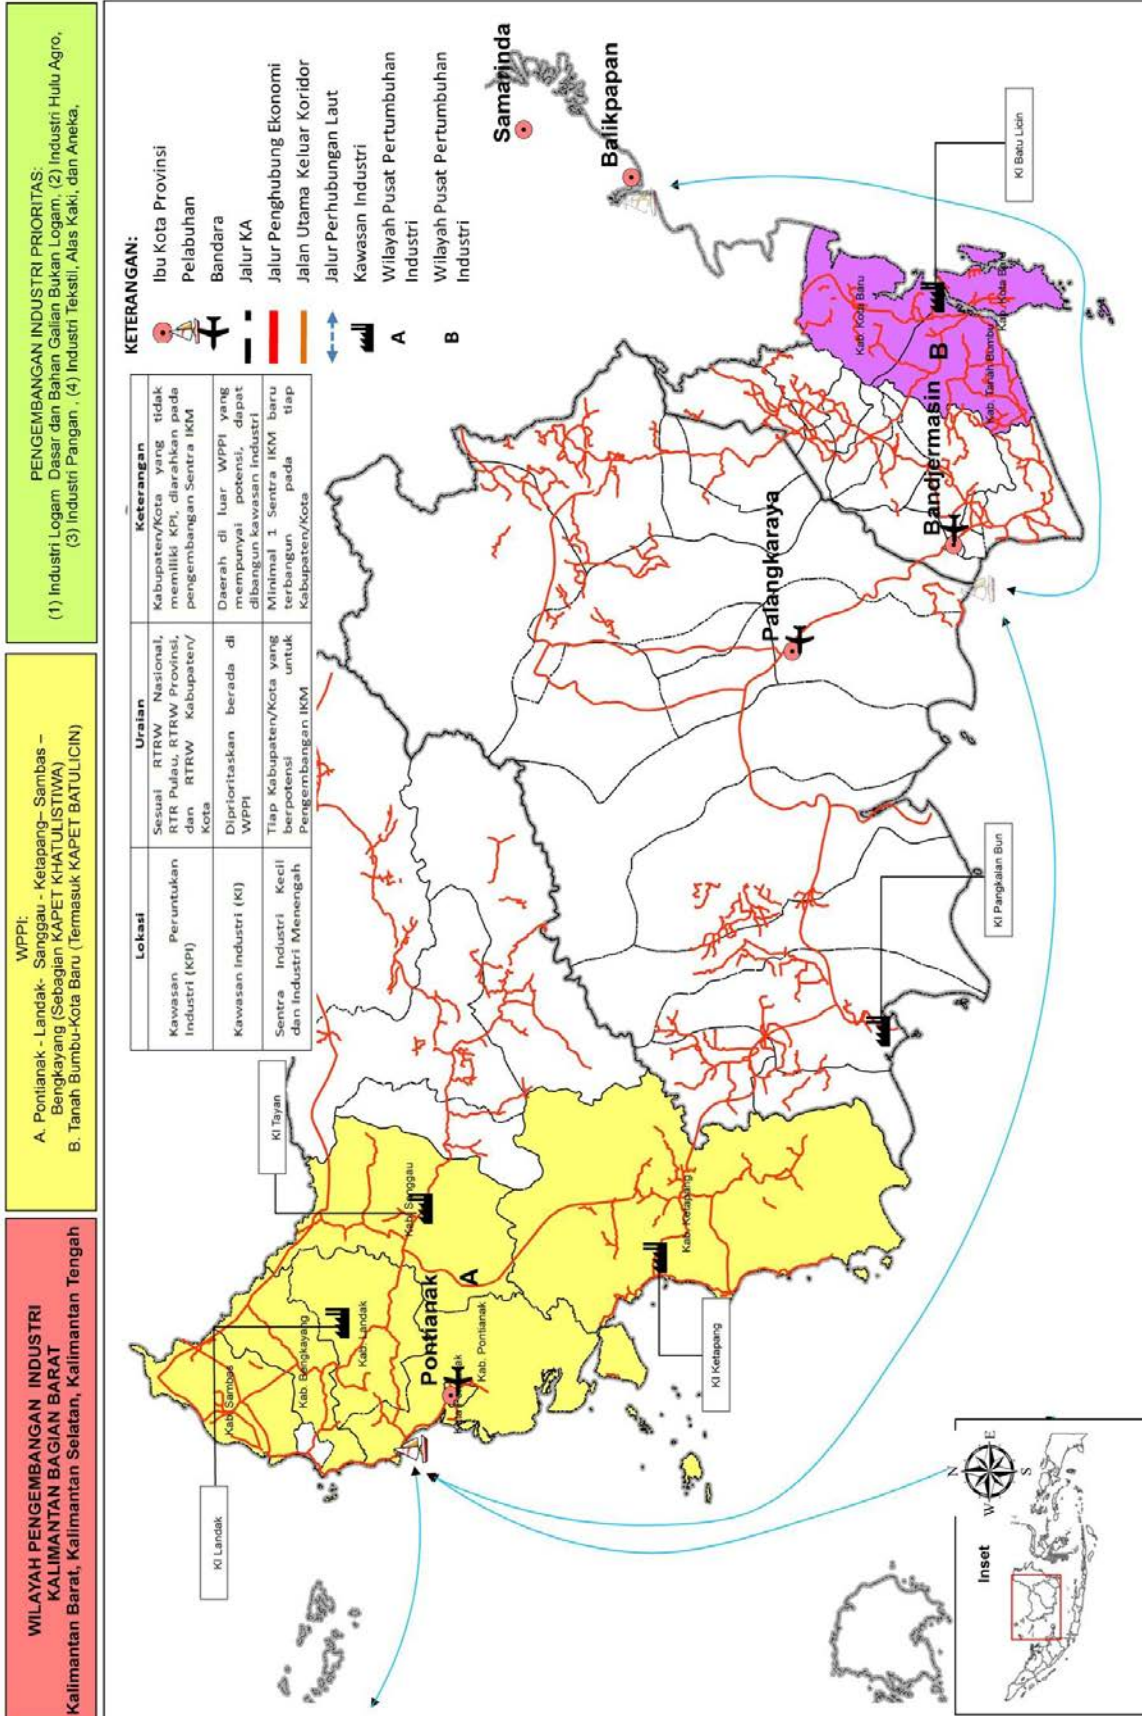 WILAYAH PENGEMBANGAN INDUSTRI
KALIMANTAN BAGIAN BARAT
Kalimantan Barat, Kalimantan Selatan, Kalimantan Tengah
WPPI:
A. Pontianak - Landak- Sanggau - Ketapang– Sambas –
Bengkayang (Sebagian KAPET KHATULISTIWA)
B. Tanah Bumbu-Kota Baru (Termasuk KAPET BATULICIN)
PENGEMBANGAN INDUSTRI PRIORITAS:
(1) Industri Logam Dasar dan Bahan Galian Bukan Logam, (2) Industri Hulu Agro,
(3) Industri Pangan , (4) Industri Tekstil, Alas Kaki, dan Aneka,
Lokasi Uraian Keterangan
Kawasan Peruntukan Industri (KPI)
Sesuai RTRW Nasional, RTR Pulau, RTRW Provinsi, dan RTRW Kabupaten/ Kota
Kabupaten/Kota yang tidak memiliki KPI, diarahkan pada pengembangan Sentra IKM
Kawasan Industri (KI)
Diprioritaskan berada di WPPI
Daerah di luar WPPI yang mempunyai potensi, dapat dibangun kawasan industri
Sentra Industri Kecil dan Industri Menengah
Tiap Kabupaten/Kota yang berpotensi untuk Pengembangan IKM
Minimal 1 Sentra IKM baru terbangun pada tiap Kabupaten/Kota
KETERANGAN:
Ibu Kota Provinsi
Pelabuhan
Bandara
Jalur KA
Jalur Penghubung Ekonomi
Jalan Utama Keluar Koridor
Jalur Perhubungan Laut
Kawasan Industri
A Wilayah Pusat Pertumbuhan
Industri
B Wilayah Pusat Pertumbuhan
Industri
Samarinda
Balikpapan
KI Landak
KI Tayan
Kab. Sambas
Kab. Bengkayang
Kab. Landak
Kab. Sanggau
Pontianak
A
Kab. Pontianak
Kab. Ketapang
KI Ketapang
Palangkaraya
Bandjermasin
B
Kab. Kota Baru
Kab. Tanah Bumbu
KI Batu Licin
KI Pangkalan Bun
Inset
N
W E
S